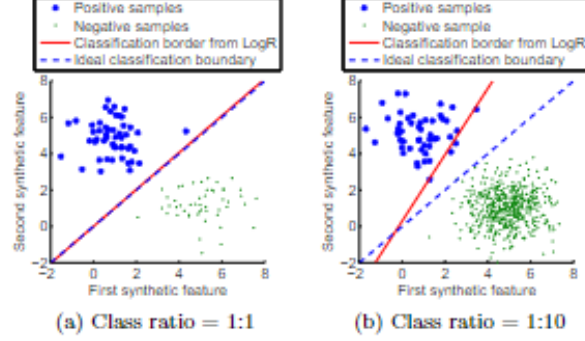 Positive samples
Negative samples
Classification border from LogR
Ideal classification boundary
8
6
4
2
0
−2
−2 0 2 4 6 8
Second synthetic feature
First synthetic feature
(a) Class ratio = 1:1
Positive samples
Negative samples
Classification border from LogR
Ideal classification boundary
8
6
4
2
0
−2
−2 0 2 4 6 8
Second synthetic feature
First synthetic feature
(b) Class ratio = 1:10